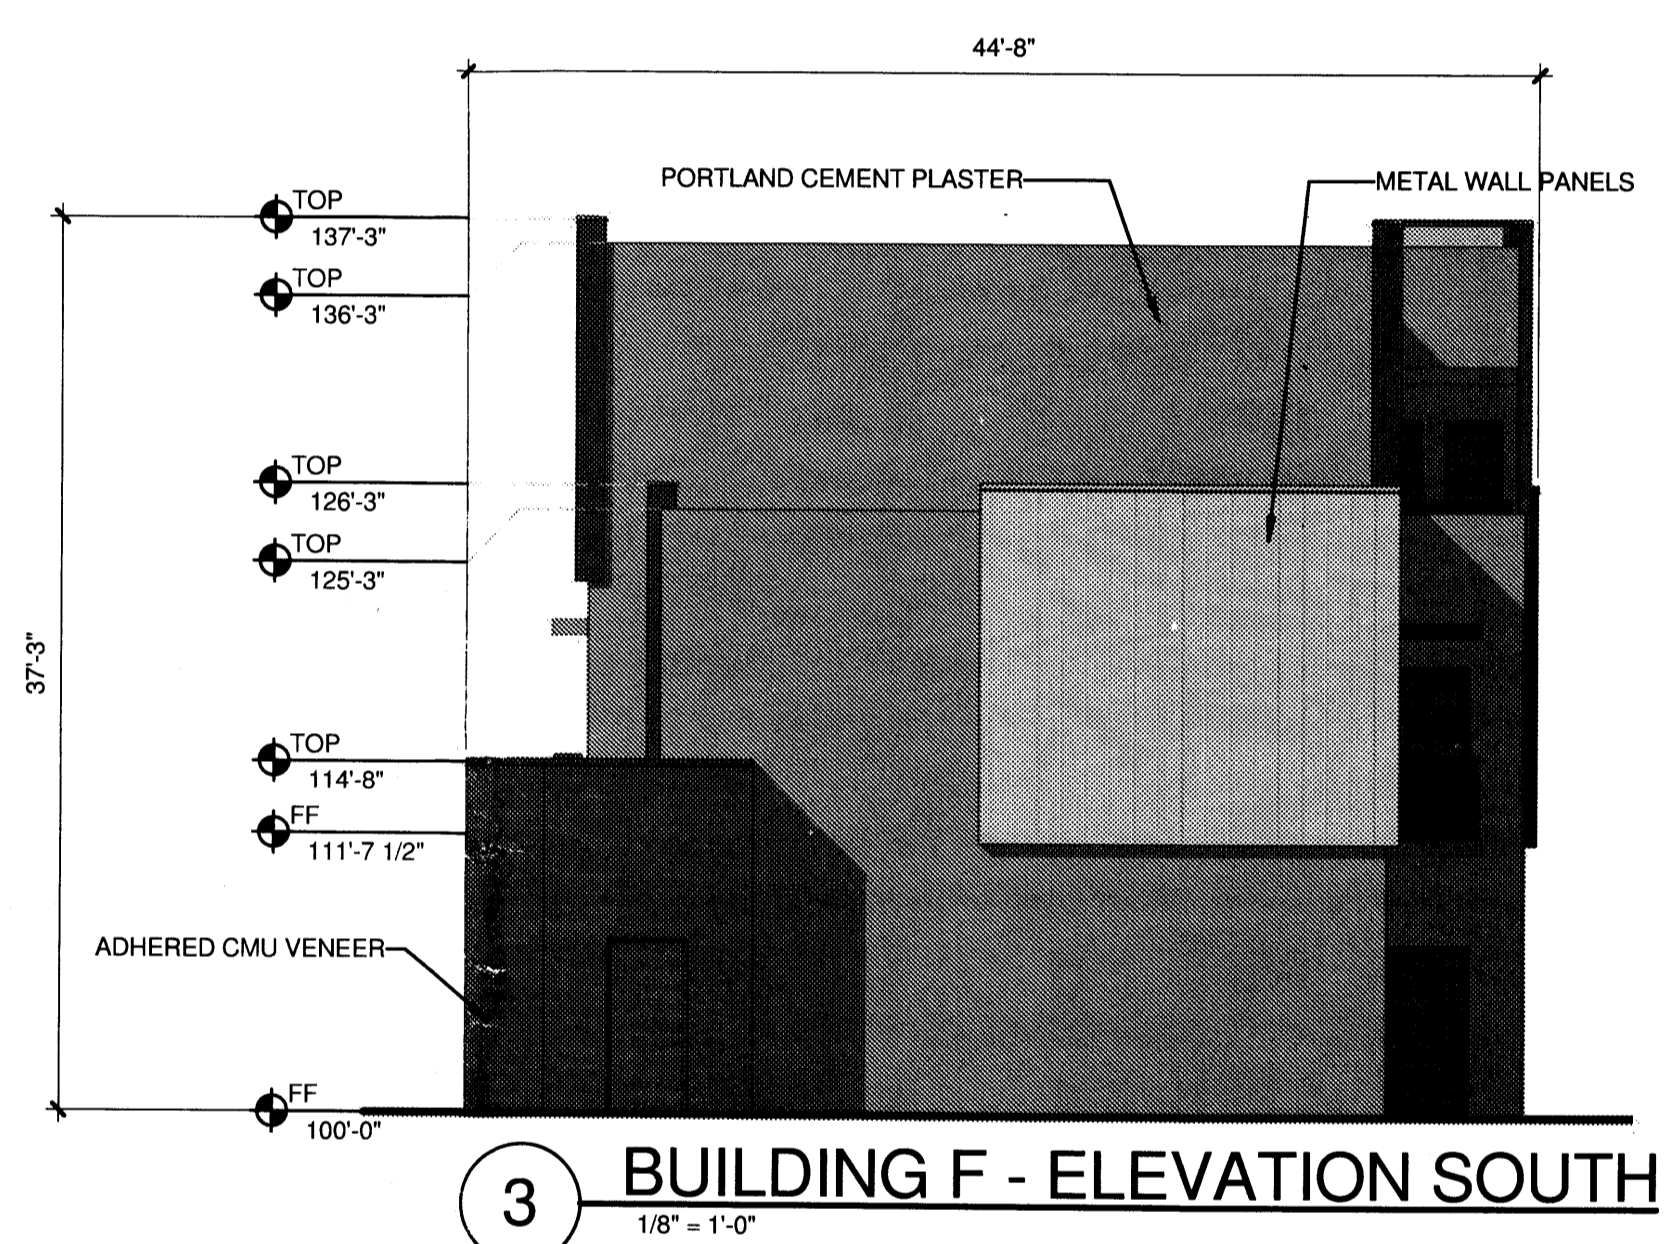 44'-8"
PORTLAND CEMENT PLASTER
METAL WALL PANELS
TOP
137'-3"
TOP
136'-3"
TOP
126'-3"
TOP
125'-3"
37'-3"
TOP
114'-8"
FF
111'-7 1/2"
ADHERED CMU VENEER
FF
100'-0"
3
BUILDING F - ELEVATION SOUTH
1/8" = 1'-0"